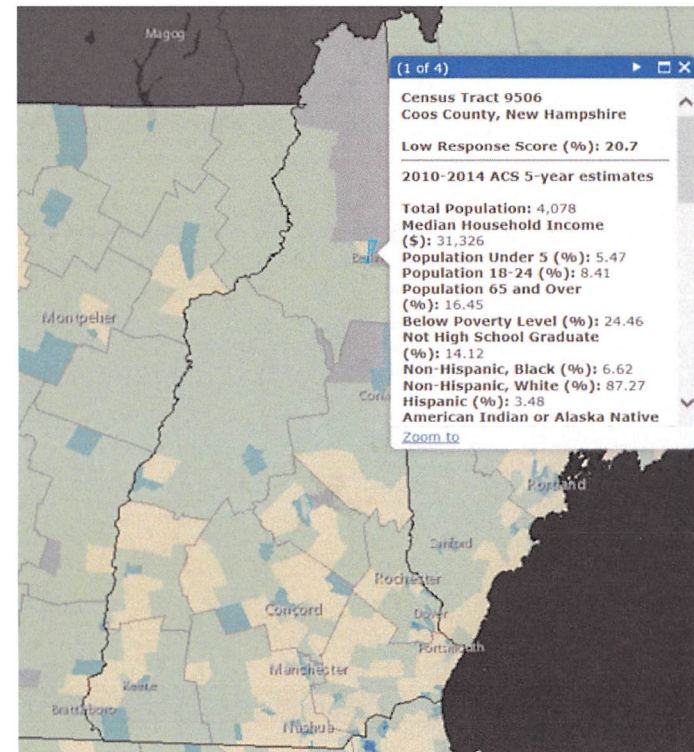 Magog
(1 of 4)
Census Tract 9506
Coos County, New Hampshire
Low Response Score (%): 20.7
2010-2014 ACS 5-year estimates
Total Population: 4,078
Median Household Income
($): 31,326
Population Under 5 (%): 5.47
Population 18-24 (%): 8.41
Population 65 and Over
(%): 16.45
Below Poverty Level (%): 24.46
Not High School Graduate
(%): 14.12
Non-Hispanic, Black (%): 6.62
Non-Hispanic, White (%): 87.27
Hispanic (%): 3.48
American Indian or Alaska Native
Zoom to
Montpelier
Portland
Sanford
Rochester
Concord
Dover
Portsmouth
Manchester
Keene
Brattleboro
Nashua